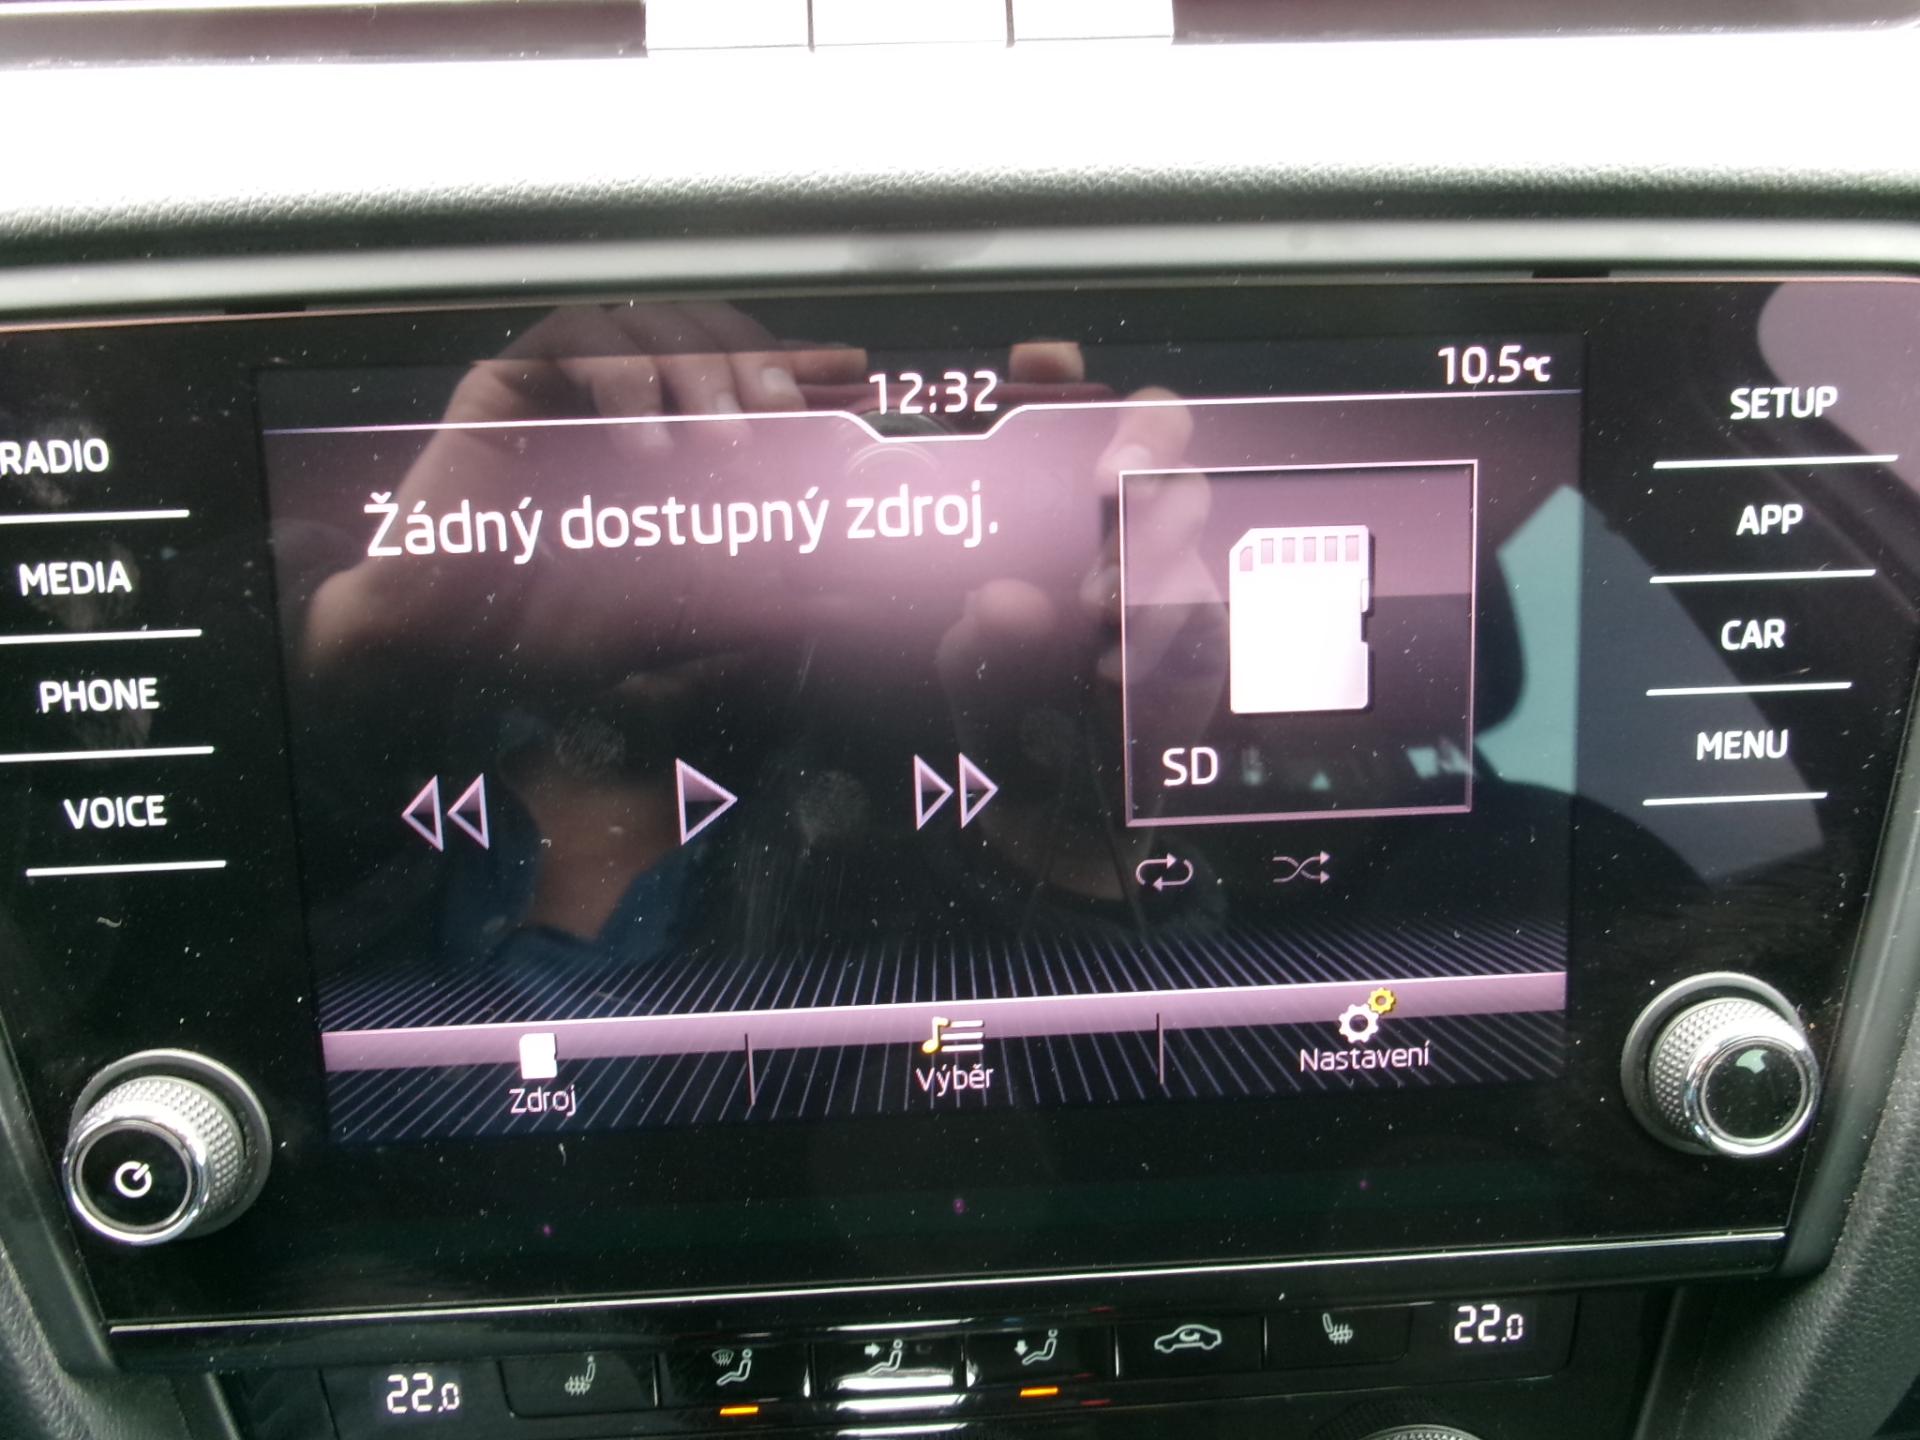 12:32
10.5°C
RADIO
MEDIA
PHONE
VOICE
Žádný dostupný zdroj.
SD
SETUP
APP
CAR
MENU
Zdroj
Výběr
Nastavení
22.0
22.0